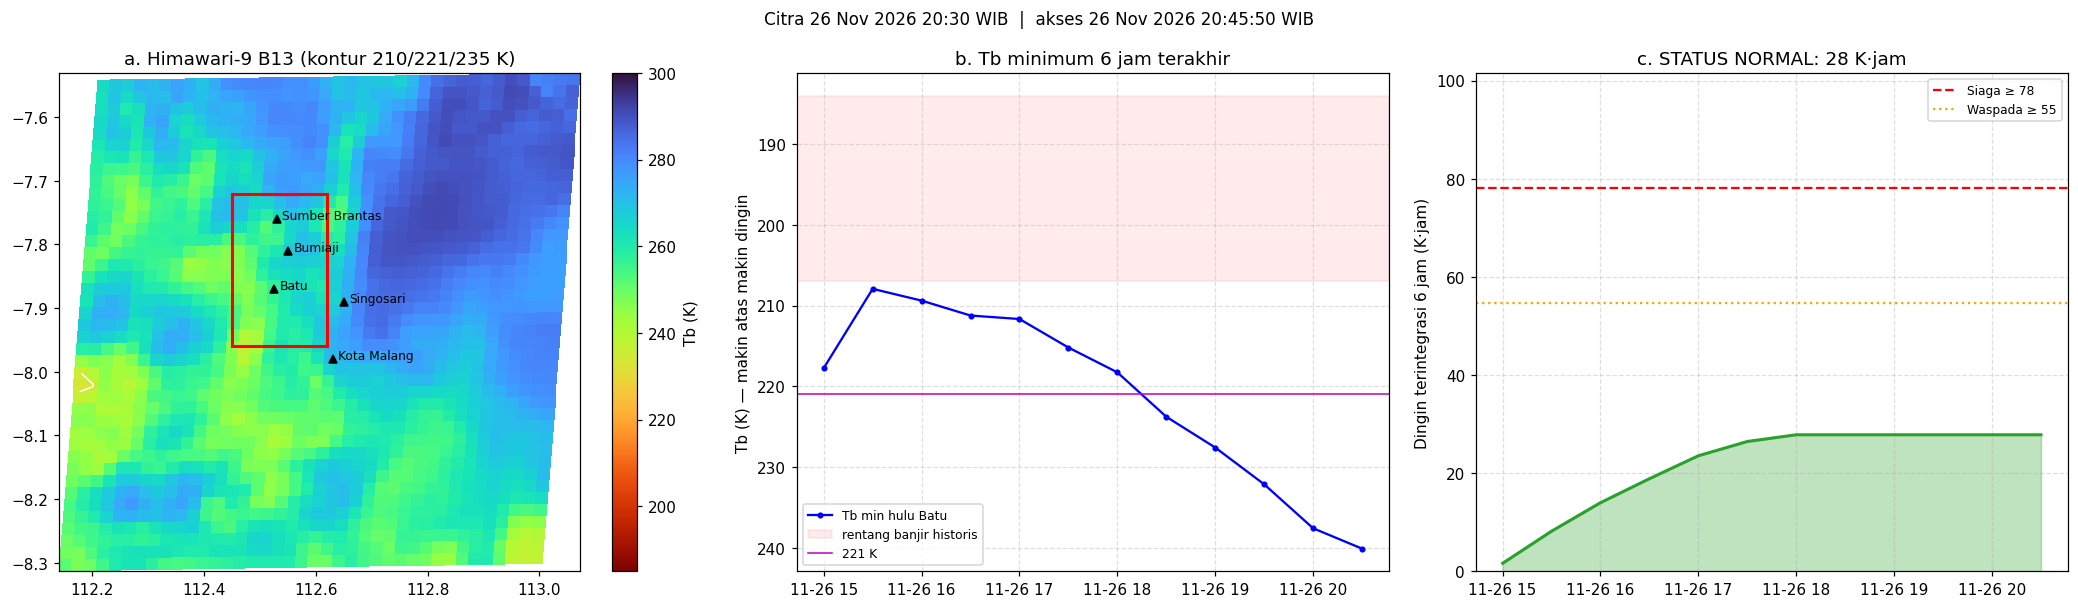 Citra 26 Nov 2026 20:30 WIB | akses 26 Nov 2026 20:45:50 WIB
a. Himawari-9 B13 (kontur 210/221/235 K)
−7.6
−7.7
−7.8
−7.9
−8.0
−8.1
−8.2
−8.3
112.2
112.4
112.6
112.8
113.0
Sumber Brantas
Bumiaji
Batu
Singosari
Kota Malang
300
280
260
240
220
200
Tb (K)
b. Tb minimum 6 jam terakhir
Tb (K) — makin atas makin dingin
190
200
210
220
230
240
Tb min hulu Batu
rentang banjir historis
221 K
11-26 15
11-26 16
11-26 17
11-26 18
11-26 19
11-26 20
c. STATUS NORMAL: 28 K·jam
Dingin terintegrasi 6 jam (K·jam)
100
80
60
40
20
0
Siaga ≥ 78
Waspada ≥ 55
11-26 15
11-26 16
11-26 17
11-26 18
11-26 19
11-26 20